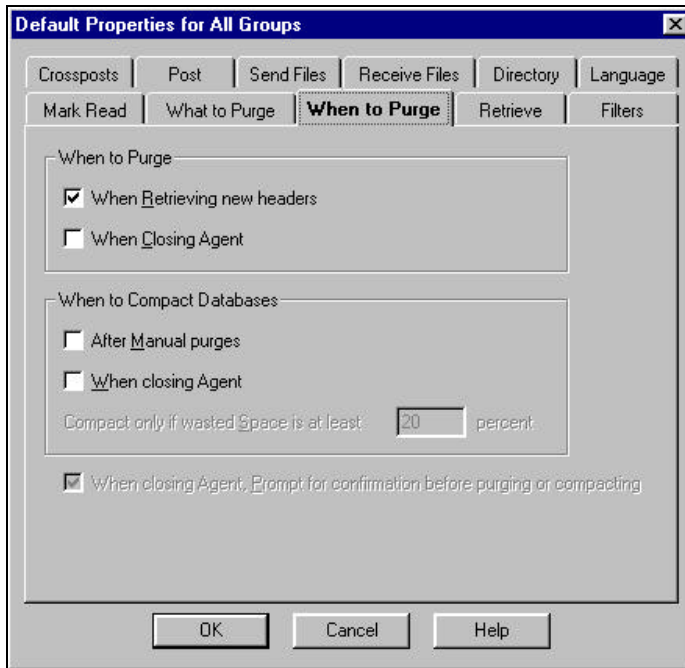 Default Properties for All Groups
Crossposts Post Send Files Receive Files Directory Language
Mark Read What to Purge When to Purge Retrieve Filters
When to Purge
When Retrieving new headers
When Closing Agent
When to Compact Databases
After Manual purges
When closing Agent
Compact only if wasted Space is at least 20 percent
When closing Agent, Prompt for confirmation before purging or compacting
OK Cancel Help